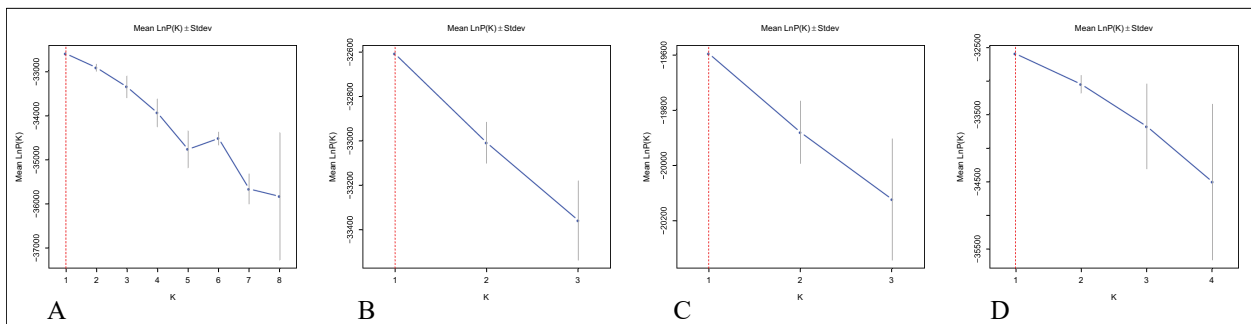 Mean LnP(K) ± Stdev
Mean LnP(K)
−33000
−34000
−35000
−36000
−37000
1 2 3 4 5 6 7 8
K
A
Mean LnP(K) ± Stdev
Mean LnP(K)
−32600
−32800
−33000
−33200
−33400
1 2 3
K
B
Mean LnP(K) ± Stdev
Mean LnP(K)
−19600
−19800
−20000
−20200
1 2 3
K
C
Mean LnP(K) ± Stdev
Mean LnP(K)
−32500
−33500
−34500
−35500
1 2 3 4
K
D